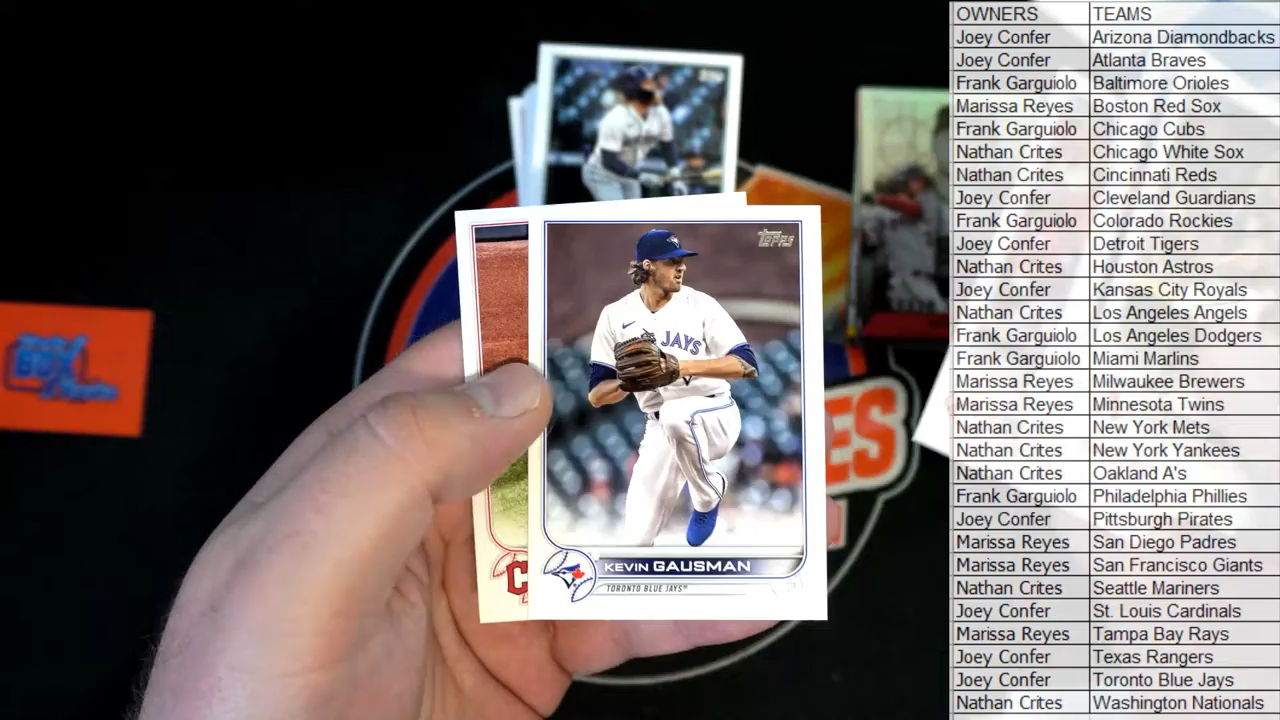 OWNERS TEAMS
Joey Confer Arizona Diamondbacks
Joey Confer Atlanta Braves
Frank Garguiolo Baltimore Orioles
Marissa Reyes Boston Red Sox
Frank Garguiolo Chicago Cubs
Nathan Crites Chicago White Sox
Nathan Crites Cincinnati Reds
Joey Confer Cleveland Guardians
Frank Garguiolo Colorado Rockies
Joey Confer Detroit Tigers
Nathan Crites Houston Astros
Joey Confer Kansas City Royals
Nathan Crites Los Angeles Angels
Frank Garguiolo Los Angeles Dodgers
Frank Garguiolo Miami Marlins
Marissa Reyes Milwaukee Brewers
Marissa Reyes Minnesota Twins
Nathan Crites New York Mets
Nathan Crites New York Yankees
Nathan Crites Oakland A's
Frank Garguiolo Philadelphia Phillies
Joey Confer Pittsburgh Pirates
Marissa Reyes San Diego Padres
Marissa Reyes San Francisco Giants
Nathan Crites Seattle Mariners
Joey Confer St. Louis Cardinals
Marissa Reyes Tampa Bay Rays
Joey Confer Texas Rangers
Joey Confer Toronto Blue Jays
Nathan Crites Washington Nationals
Topps
JAYS
KEVIN GAUSMAN
TORONTO BLUE JAYS
BOX
ES
C